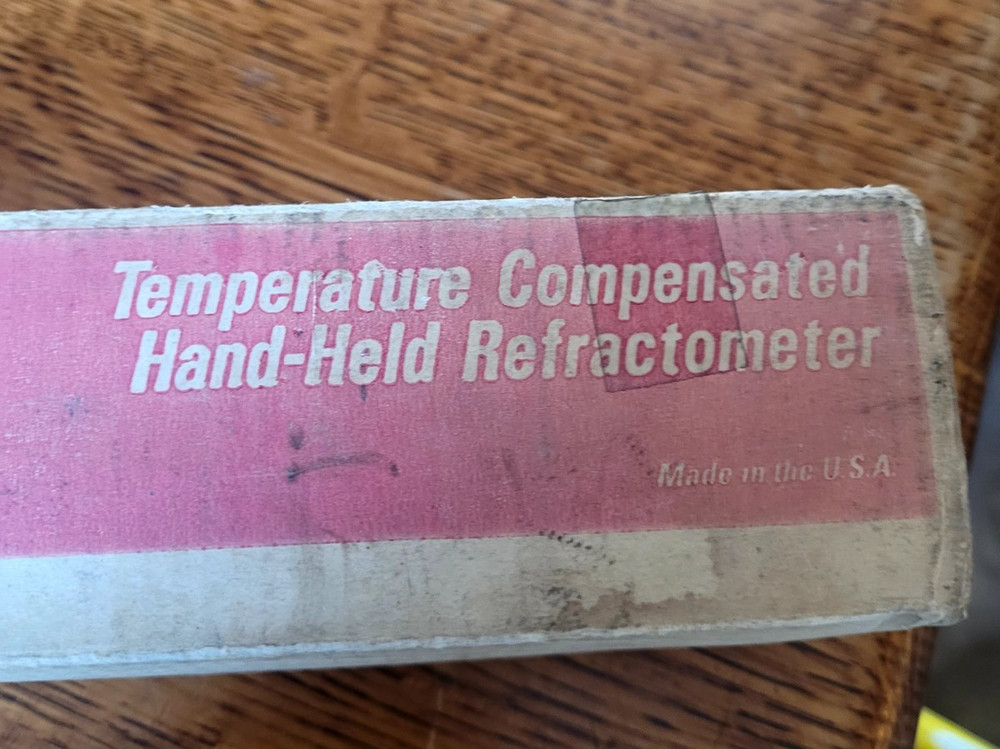 Temperature Compensated
Hand-Held Refractometer
Made in the U.S.A.